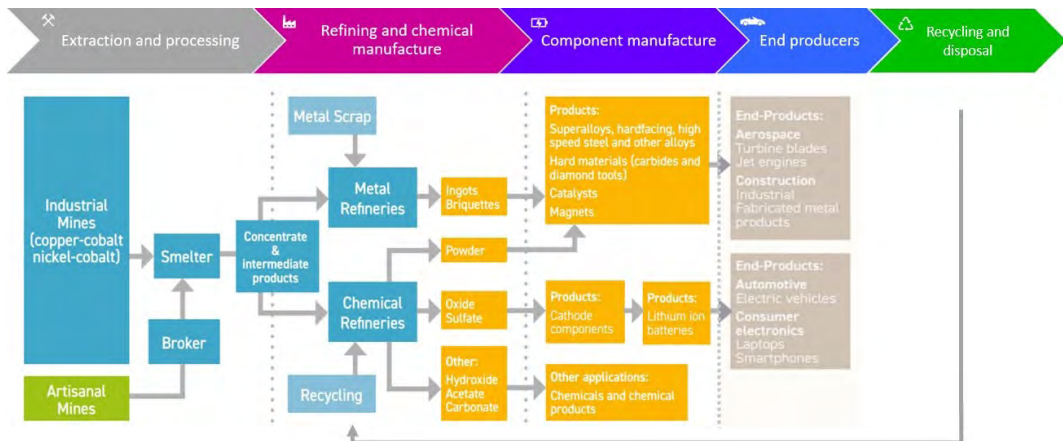 Extraction and processing
Refining and chemical
manufacture
Component manufacture
End producers
Recycling and
disposal
Industrial
Mines
(copper-cobalt
nickel-cobalt)
Artisanal
Mines
Smelter
Broker
Concentrate
&
intermediate
products
Metal Scrap
Metal
Refineries
Chemical
Refineries
Recycling
Ingots
Briquettes
Powder
Oxide
Sulfate
Other:
Hydroxide
Acetate
Carbonate
Products:
Superalloys, hardfacing, high
speed steel and other alloys
Hard materials (carbides and
diamond tools)
Catalysts
Magnets
Products:
Cathode
components
Products:
Lithium ion
batteries
Other applications:
Chemicals and chemical
products
End-Products:
Aerospace
Turbine blades
Jet engines
Construction
Industrial
Fabricated metal
products
End-Products:
Automotive
Electric vehicles
Consumer
electronics
Laptops
Smartphones